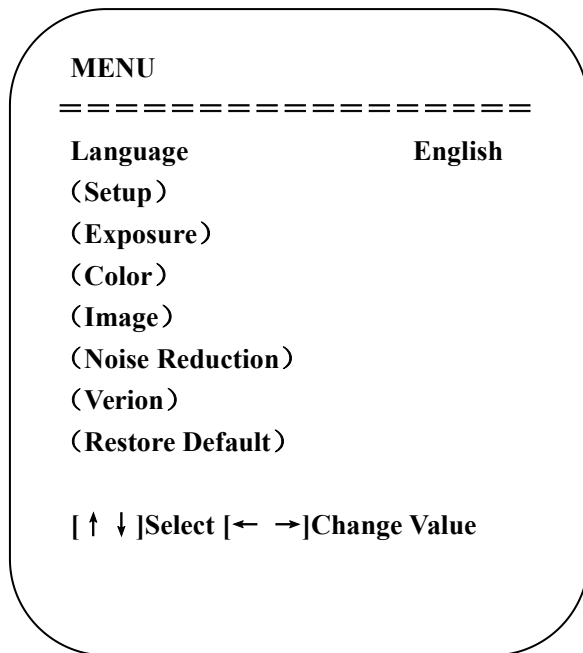 MENU
=================
Language English
（Setup）
（Exposure）
（Color）
（Image）
（Noise Reduction）
（Verion）
（Restore Default）
[↑ ↓]Select [← →]Change Value